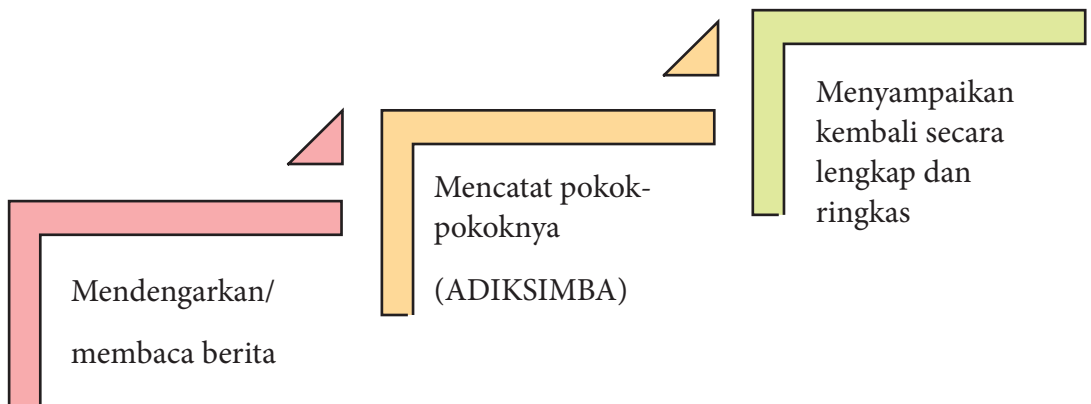 Mendengarkan/
membaca berita
Mencatat pokok-
pokoknya
(ADIKSIMBA)
Menyampaikan
kembali secara
lengkap dan
ringkas